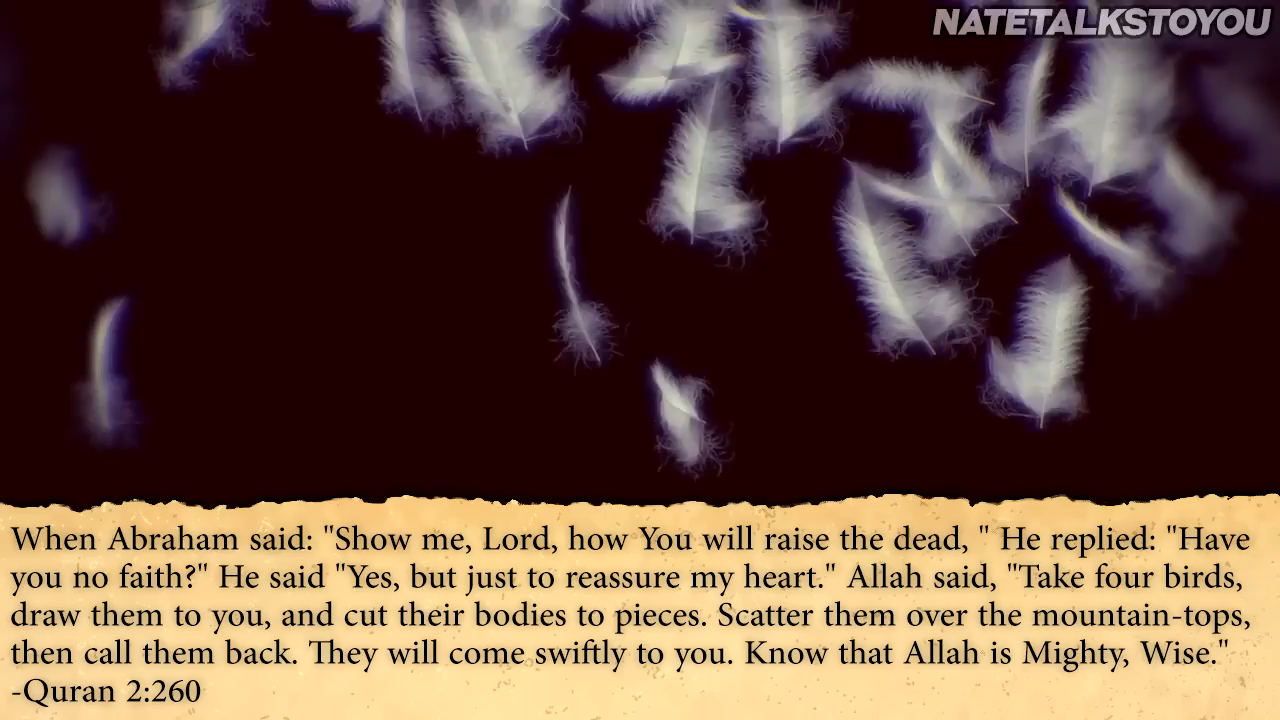 NATETALKSTOYOU
When Abraham said: "Show me, Lord, how You will raise the dead, " He replied: "Have
you no faith?" He said "Yes, but just to reassure my heart." Allah said, "Take four birds,
draw them to you, and cut their bodies to pieces. Scatter them over the mountain-tops,
then call them back. They will come swiftly to you. Know that Allah is Mighty, Wise."
-Quran 2:260